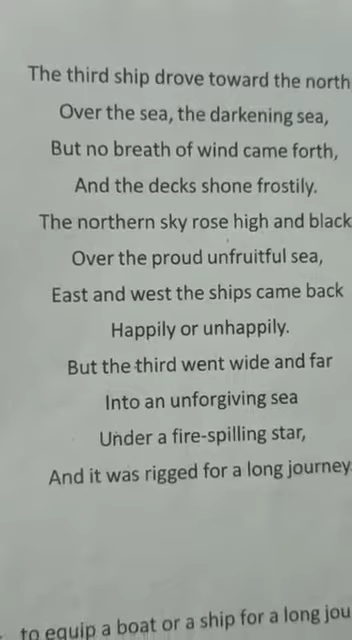 The third ship drove toward the north
Over the sea, the darkening sea,
But no breath of wind came forth,
And the decks shone frostily.
The northern sky rose high and black
Over the proud unfruitful sea,
East and west the ships came back
Happily or unhappily.
But the third went wide and far
Into an unforgiving sea
Under a fire-spilling star,
And it was rigged for a long journey
to equip a boat or a ship for a long jou